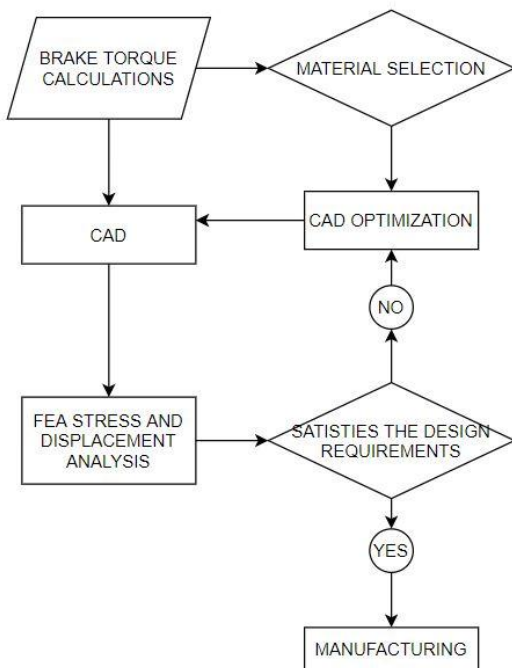 BRAKE TORQUE
CALCULATIONS
MATERIAL SELECTION
CAD
CAD OPTIMIZATION
NO
FEA STRESS AND
DISPLACEMENT
ANALYSIS
SATISTIES THE DESIGN
REQUIREMENTS
YES
MANUFACTURING